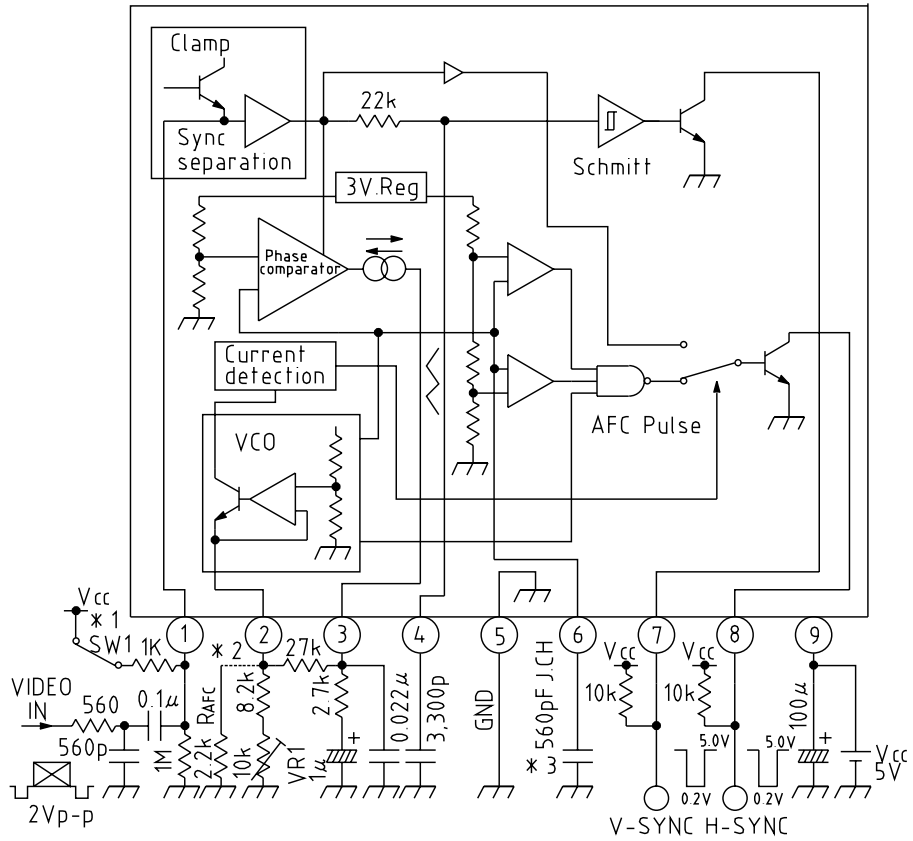 Clamp
Sync
separation
22k
Schmitt
3V.Reg
Phase
comparator
Current
detection
VCO
AFC Pulse
Vcc
*1
SW1
1K
1
2
3
4
5
6
7
8
9
VIDEO
IN
560
0.1μ
560p
1M
2Vp-p
*2
RAFC
2.2k
8.2k
10k
VR1
27k
2.7k
1μ
+
0.022μ
3,300p
GND
560pF J.CH
*3
Vcc
10k
V-SYNC
5.0V
0.2V
Vcc
10k
H-SYNC
5.0V
0.2V
100μ
+
Vcc
5V